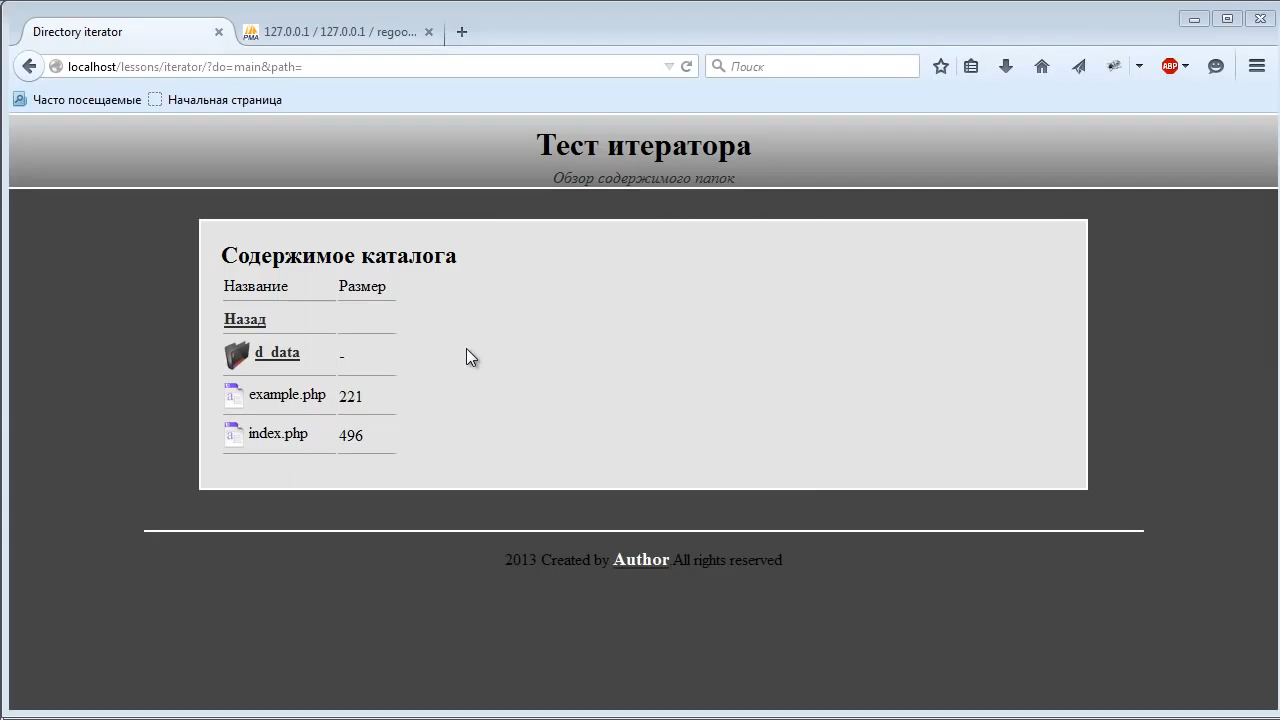 Directory iterator
127.0.0.1 / 127.0.0.1 / regoo...
PMA
localhost/lessons/iterator/?do=main&path=
Поиск
ABP
Часто посещаемые
Начальная страница
Тест итератора
Обзор содержимого папок
Содержимое каталога
Название Размер
Назад
d_data -
example.php 221
index.php 496
2013 Created by Author All rights reserved